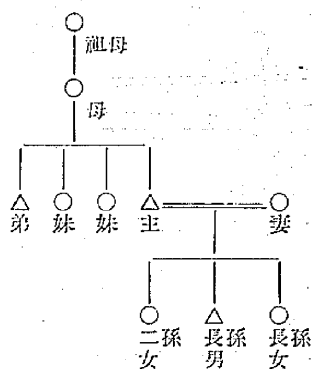 祖母
母
弟 妹 妹 主 妻
二女 孫 長男 孫 長女 孫